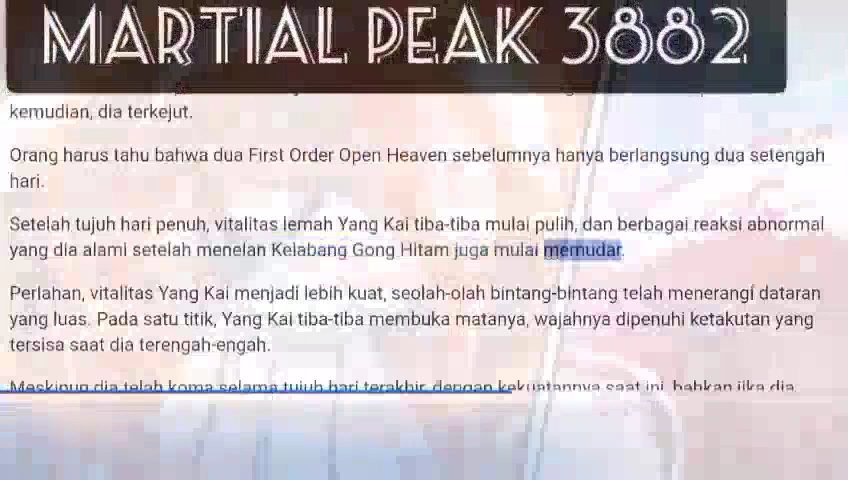 MARTIAL PEAK 3882
kemudian, dia terkejut.
Orang harus tahu bahwa dua First Order Open Heaven sebelumnya hanya berlangsung dua setengah
hari.
Setelah tujuh hari penuh, vitalitas lemah Yang Kai tiba-tiba mulai pulih, dan berbagai reaksi abnormal
yang dia alami setelah menelan Kelabang Gong Hitam juga mulai memudar.
Perlahan, vitalitas Yang Kai menjadi lebih kuat, seolah-olah bintang-bintang telah menerangi dataran
yang luas. Pada satu titik, Yang Kai tiba-tiba membuka matanya, wajahnya dipenuhi ketakutan yang
tersisa saat dia terengah-engah.
Meskipun dia telah koma selama tujuh hari terakhir, dengan kekuatannya saat ini, bahkan jika dia